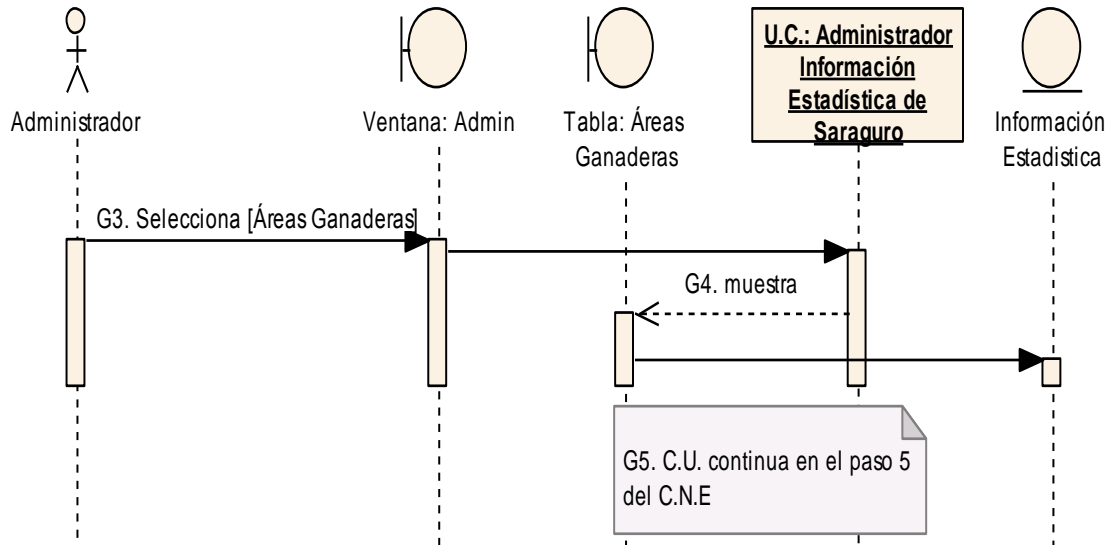 Administrador
Ventana: Admin
Tabla: Áreas
Ganaderas
U.C.: Administrador
Información
Estadística de
Saraguro
Información
Estadistica
G3. Selecciona [Áreas Ganaderas]
G4. muestra
G5. C.U. continua en el paso 5
del C.N.E